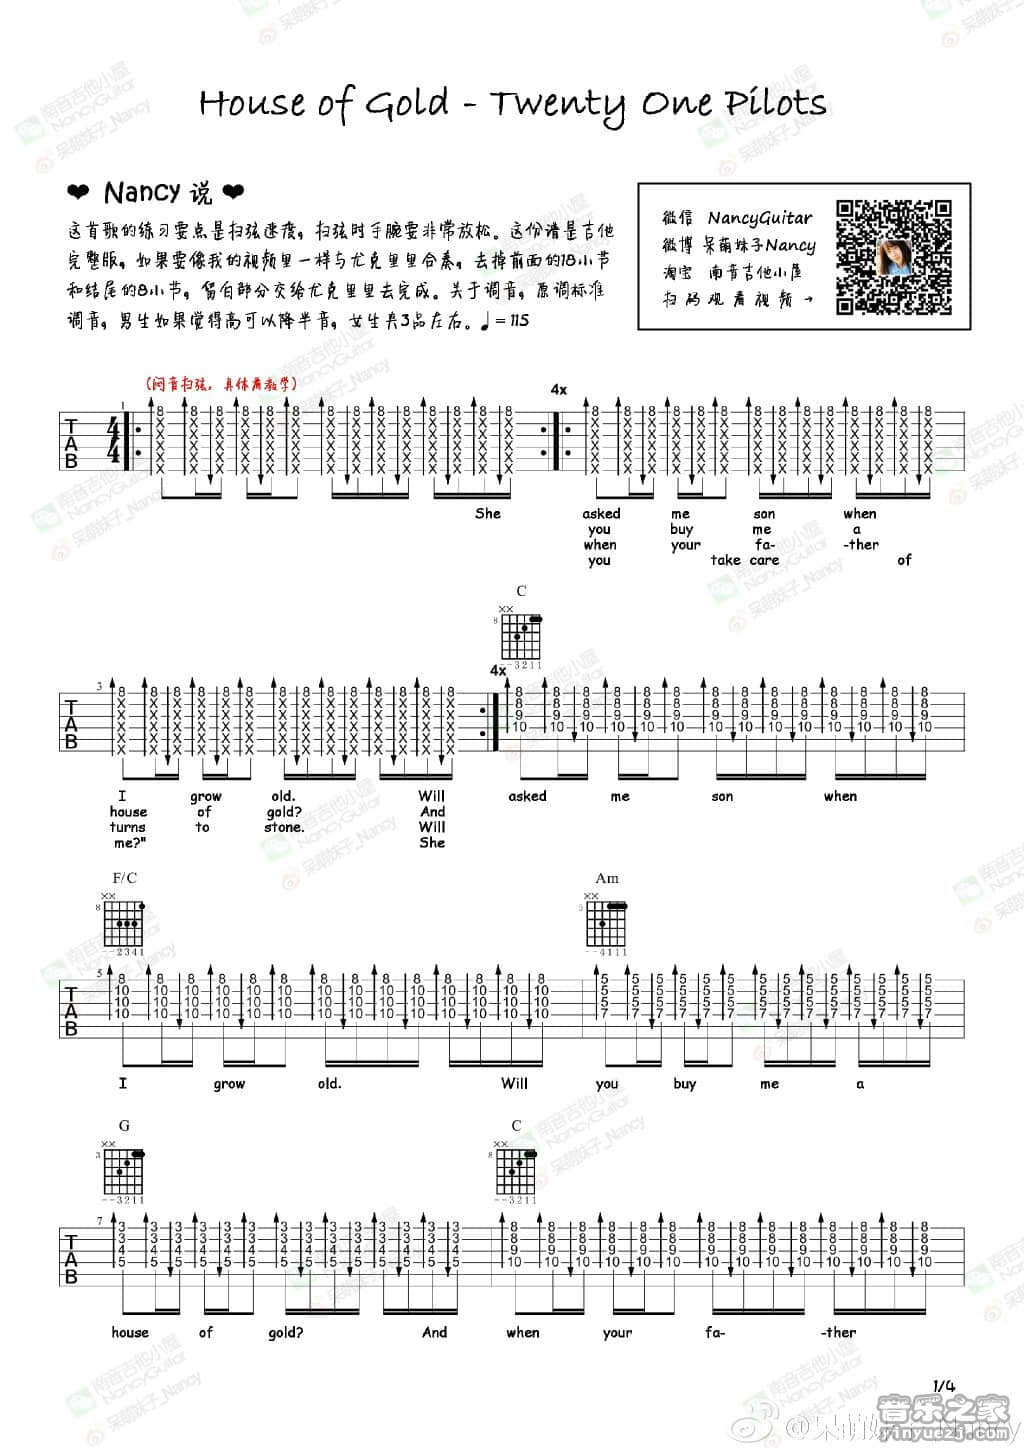 House of Gold - Twenty One Pilots
❤ Nancy 说 ❤
这首歌的练习要点是扫弦速度，扫弦时手腕要非常放松。这份谱是吉他
完整版，如果要像我的视频里一样与尤克里里合奏，去掉前面的18小节
和结尾的8小节，留白部分交给尤克里里去完成。关于调音，原调标准
调音，男生如果觉得高可以降半音，女生夹3品左右。♩=115
微信 NancyGuitar
微博 呆萌妹子Nancy
淘宝 南音吉他小屋
扫码观看视频 →
(闷音扫弦，具体看教学)
4x
She asked me son when
you buy me a
when your fa- -ther
you take care of
C
4x
I grow old. Will asked me son when
house of gold? And
turns to stone. Will
me?" She
F/C Am
I grow old. Will you buy me a
G C
house of gold? And when your fa- -ther
1/4
音乐之家
yinyuezj.com